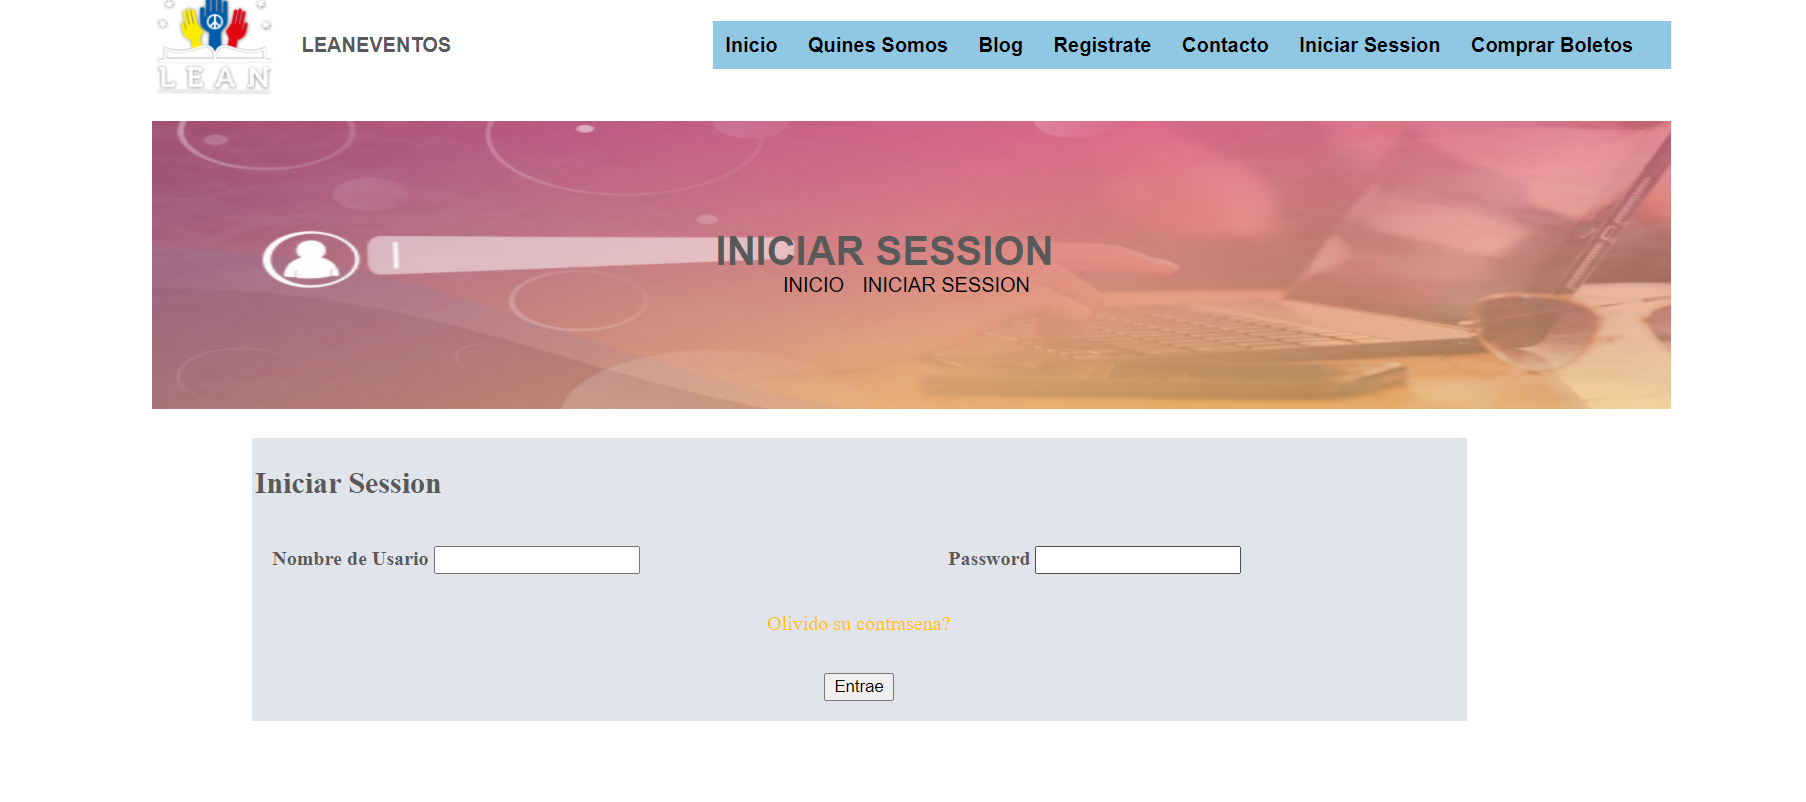 LEAN
LEANEVENTOS
Inicio Quines Somos Blog Registrate Contacto Iniciar Session Comprar Boletos
INICIAR SESSION
INICIO INICIAR SESSION
Iniciar Session
Nombre de Usario Password
Olivido su contrasena?
Entrae